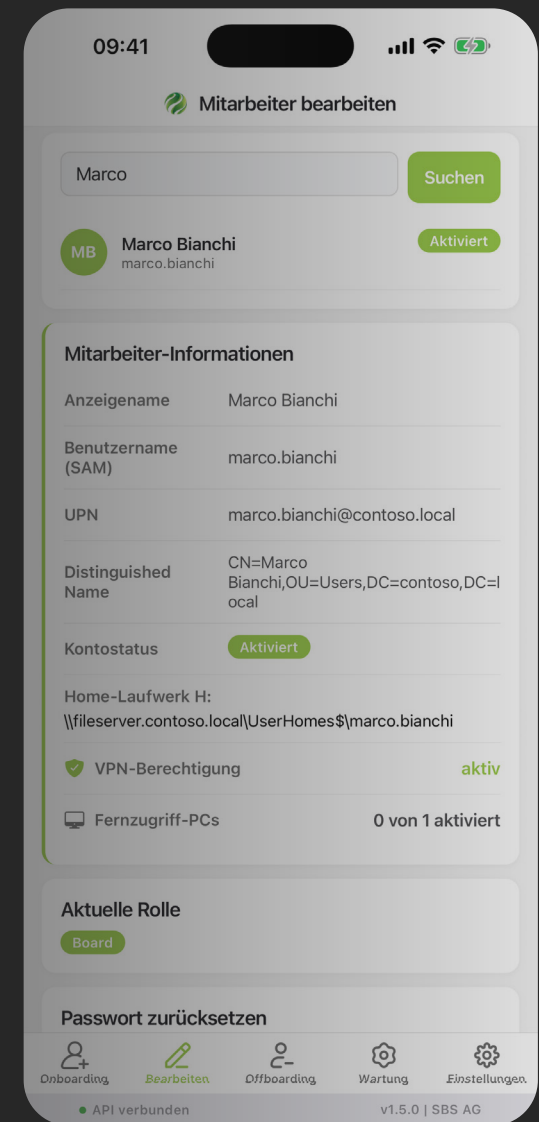 09:41
Mitarbeiter bearbeiten
Marco
Suchen
MB
Marco Bianchi
marco.bianchi
Aktiviert
Mitarbeiter-Informationen
Anzeigename
Marco Bianchi
Benutzername
(SAM)
marco.bianchi
UPN
marco.bianchi@contoso.local
Distinguished
Name
CN=Marco
Bianchi,OU=Users,DC=contoso,DC=l
ocal
Kontostatus
Aktiviert
Home-Laufwerk H:
\\fileserver.contoso.local\UserHomes$\marco.bianchi
VPN-Berechtigung
aktiv
Fernzugriff-PCs
0 von 1 aktiviert
Aktuelle Rolle
Board
Passwort zurücksetzen
Onboarding
Bearbeiten
Offboarding
Wartung
Einstellungen
API verbunden
v1.5.0 | SBS AG